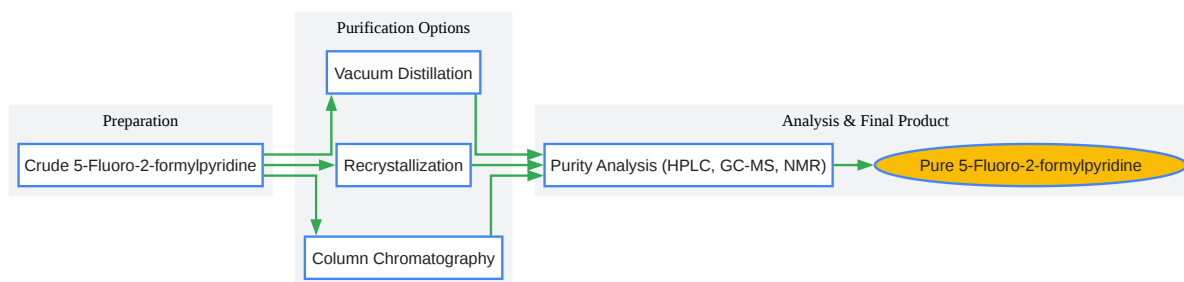 Purification Options
Vacuum Distillation
Preparation
Analysis & Final Product
Crude 5-Fluoro-2-formylpyridine
Recrystallization
Purity Analysis (HPLC, GC-MS, NMR)
Pure 5-Fluoro-2-formylpyridine
Column Chromatography